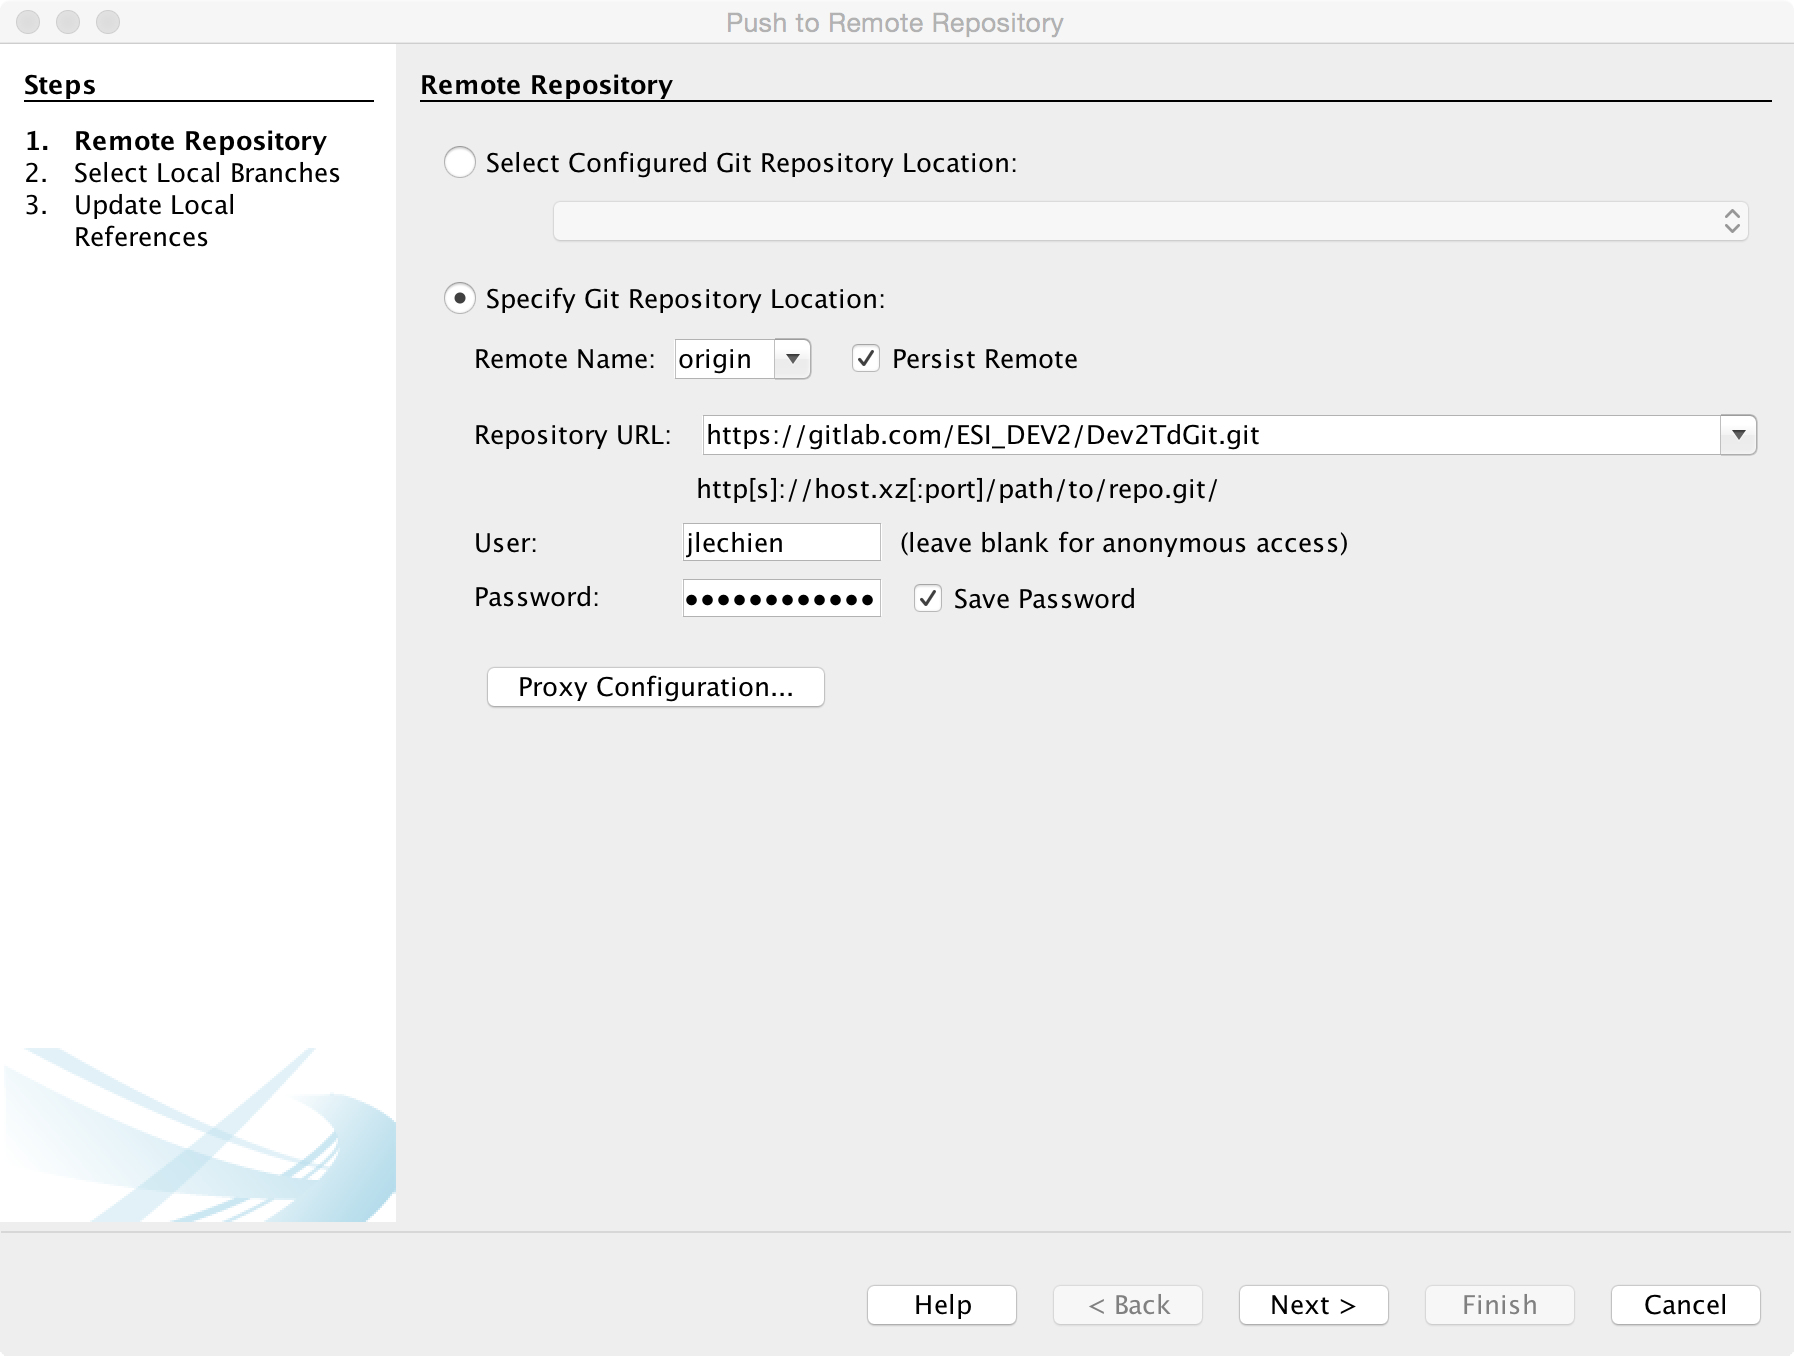 Push to Remote Repository
Steps
1. Remote Repository
2. Select Local Branches
3. Update Local
References
Remote Repository
Select Configured Git Repository Location:
Specify Git Repository Location:
Remote Name: origin Persist Remote
Repository URL: https://gitlab.com/ESI_DEV2/Dev2TdGit.git
http[s]://host.xz[:port]/path/to/repo.git/
User: jlechien (leave blank for anonymous access)
Password: ●●●●●●●●●●●● Save Password
Proxy Configuration...
Help < Back Next > Finish Cancel